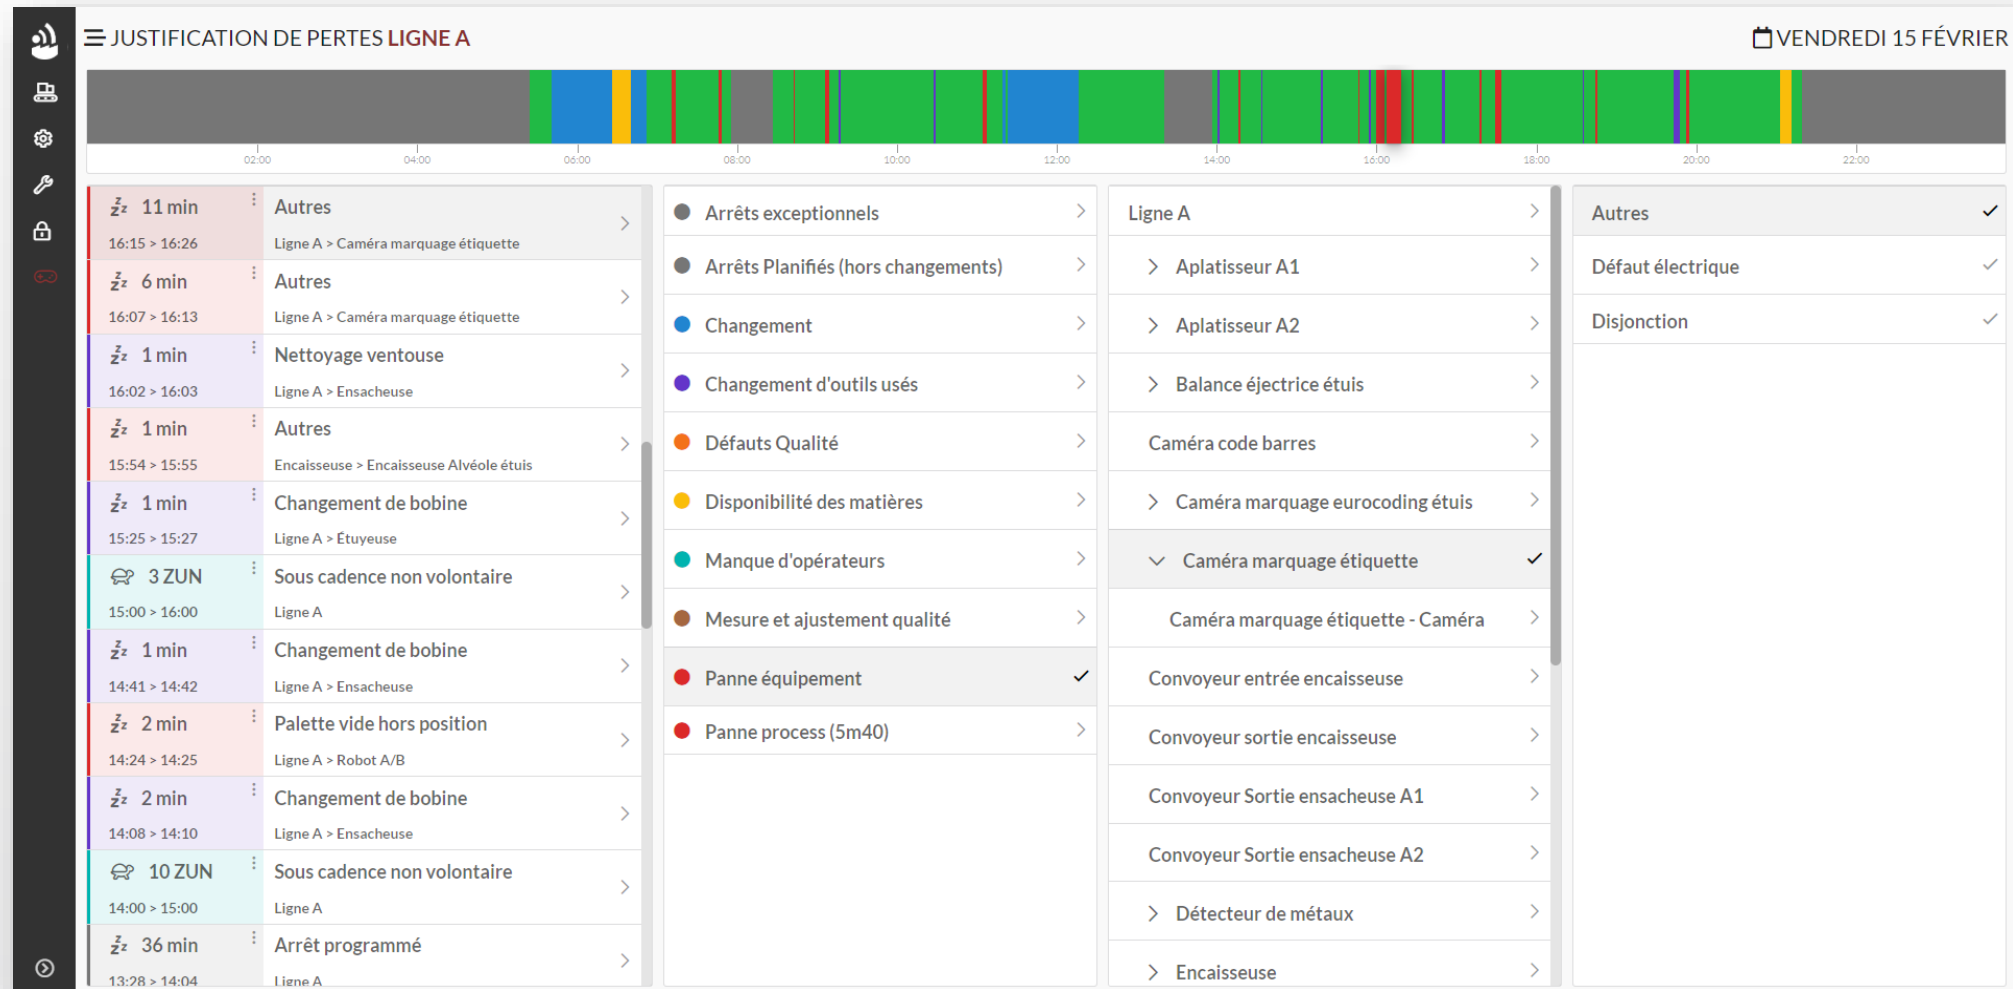 JUSTIFICATION DE PERTES LIGNE A
VENDREDI 15 FÉVRIER
02:00 04:00 06:00 08:00 10:00 12:00 14:00 16:00 18:00 20:00 22:00
11 min Autres
16:15 > 16:26 Ligne A > Caméra marquage étiquette
6 min Autres
16:07 > 16:13 Ligne A > Caméra marquage étiquette
1 min Nettoyage ventouse
16:02 > 16:03 Ligne A > Ensacheuse
1 min Autres
15:54 > 15:55 Encaisseuse > Encaisseuse Alvéole étuis
1 min Changement de bobine
15:25 > 15:27 Ligne A > Étuyeuse
3 ZUN Sous cadence non volontaire
15:00 > 16:00 Ligne A
1 min Changement de bobine
14:41 > 14:42 Ligne A > Ensacheuse
2 min Palette vide hors position
14:24 > 14:25 Ligne A > Robot A/B
2 min Changement de bobine
14:08 > 14:10 Ligne A > Ensacheuse
10 ZUN Sous cadence non volontaire
14:00 > 15:00 Ligne A
36 min Arrêt programmé
13:28 > 14:04 Ligne A
Arrêts exceptionnels
Arrêts Planifiés (hors changements)
Changement
Changement d'outils usés
Défauts Qualité
Disponibilité des matières
Manque d'opérateurs
Mesure et ajustement qualité
Panne équipement
Panne process (5m40)
Ligne A
Aplatisseur A1
Aplatisseur A2
Balance éjectrice étuis
Caméra code barres
Caméra marquage eurocoding étuis
Caméra marquage étiquette
Caméra marquage étiquette - Caméra
Convoyeur entrée encaisseuse
Convoyeur sortie encaisseuse
Convoyeur Sortie ensacheuse A1
Convoyeur Sortie ensacheuse A2
Détecteur de métaux
Encaisseuse
Autres
Défaut électrique
Disjonction